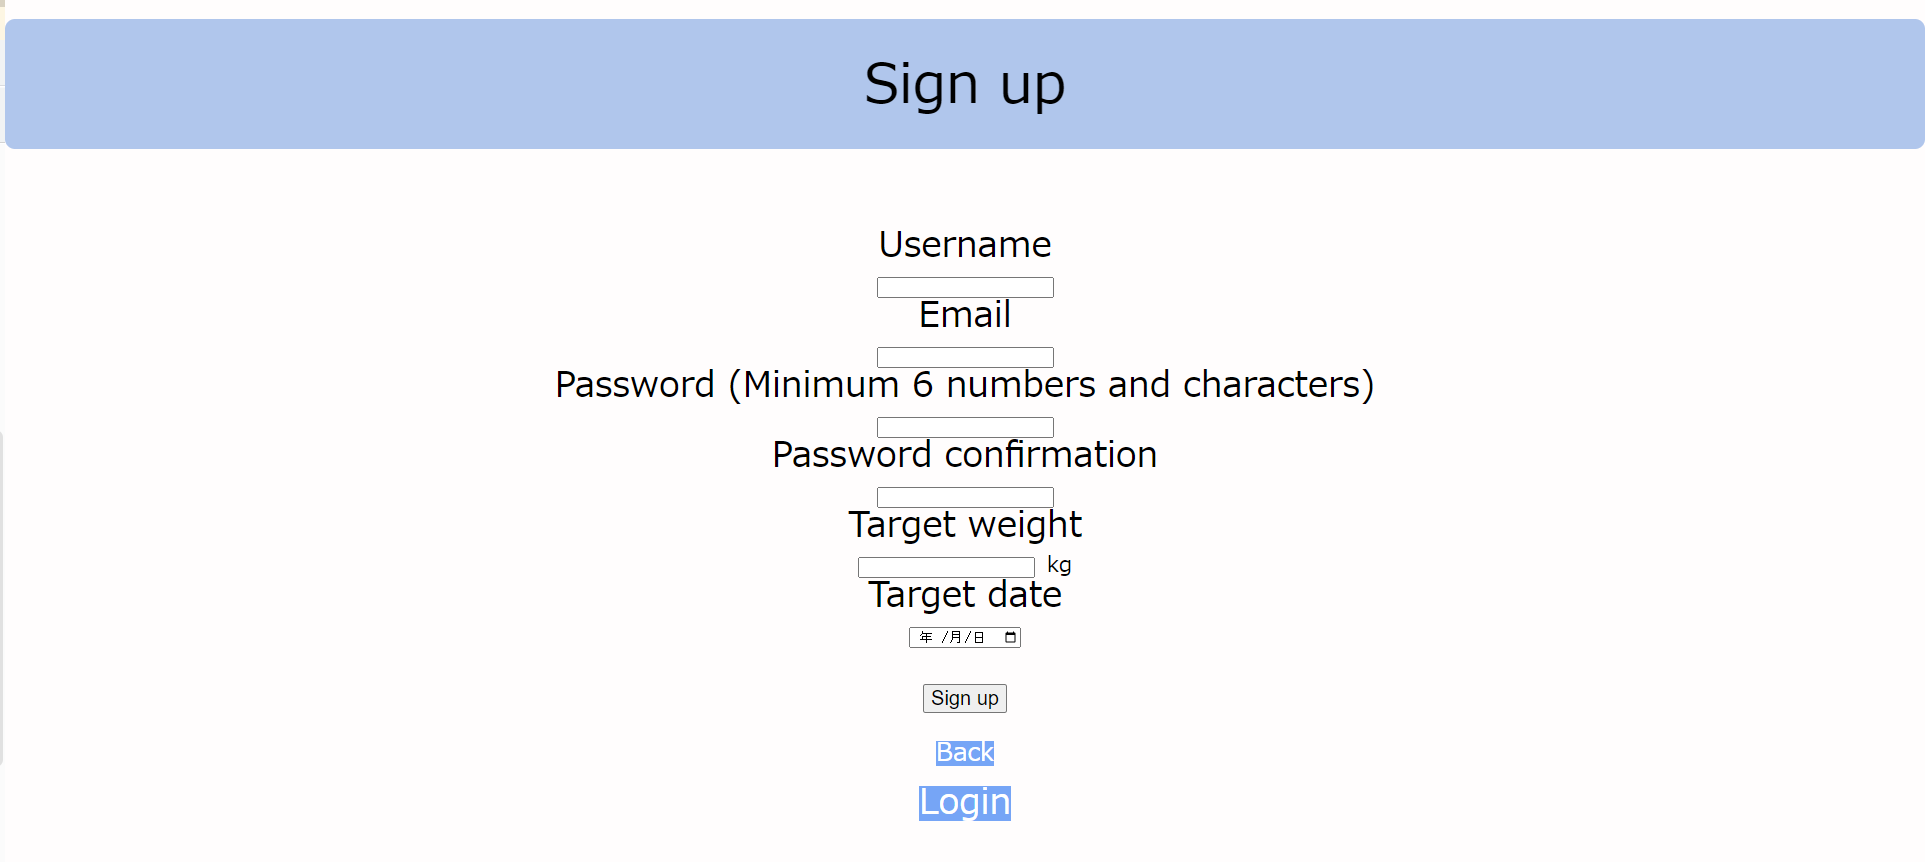 Sign up
Username
Email
Password (Minimum 6 numbers and characters)
Password confirmation
Target weight
kg
Target date
年 /月/日
Sign up
Back
Login